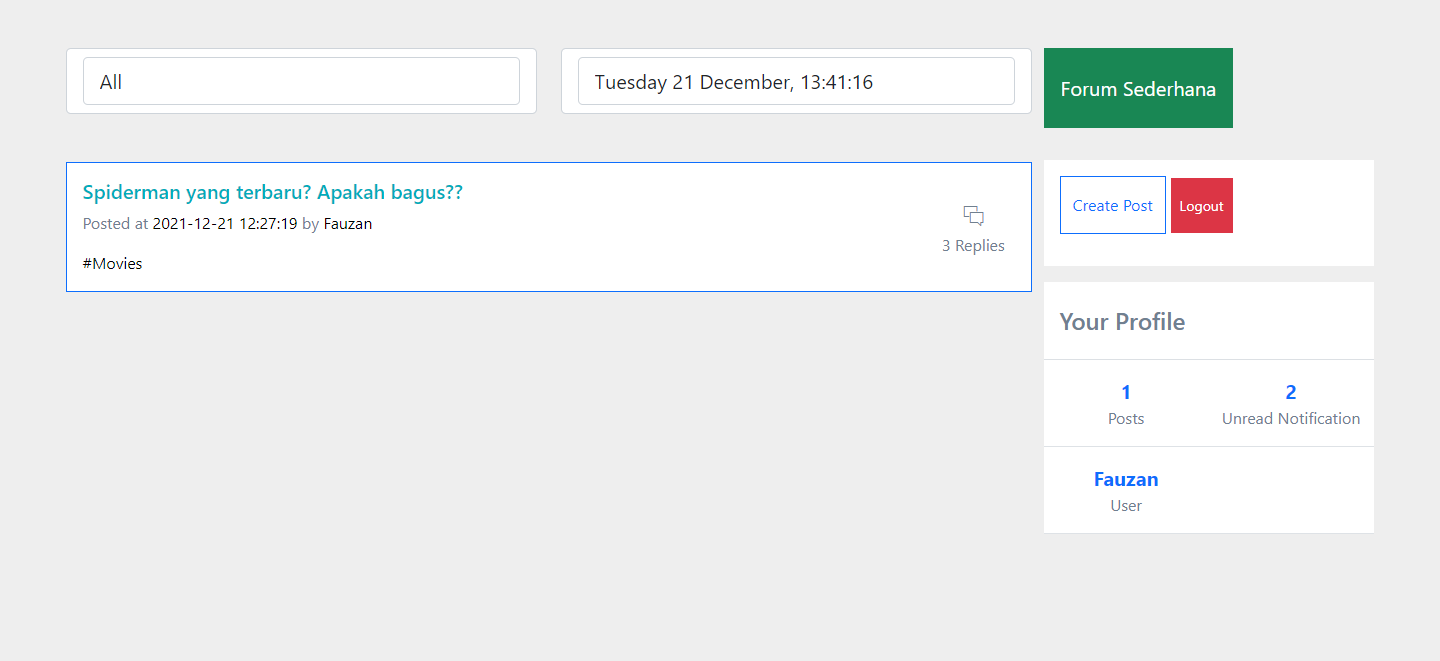 All
Tuesday 21 December, 13:41:16
Forum Sederhana
Spiderman yang terbaru? Apakah bagus??
Posted at 2021-12-21 12:27:19 by Fauzan
#Movies
3 Replies
Create Post
Logout
Your Profile
1
Posts
2
Unread Notification
Fauzan
User